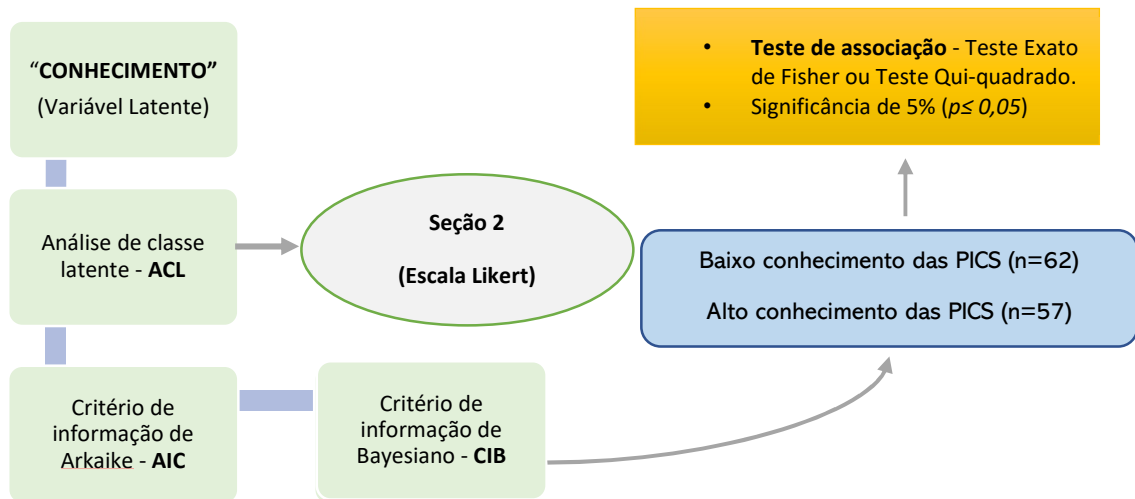 “CONHECIMENTO”
(Variável Latente)
Análise de classe
latente - ACL
Critério de
informação de
Arkaike - AIC
Critério de
informação de
Bayesiano - CIB
Seção 2
(Escala Likert)
Baixo conhecimento das PICS (n=62)
Alto conhecimento das PICS (n=57)
• Teste de associação - Teste Exato
de Fisher ou Teste Qui-quadrado.
• Significância de 5% (p≤ 0,05)